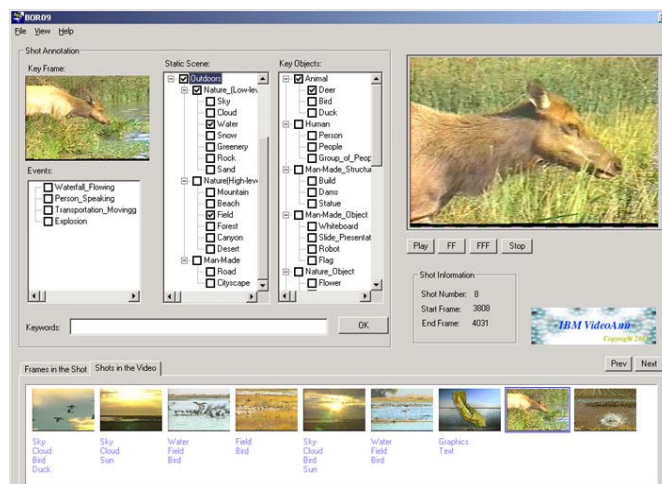 BOR09
File View Help
Shot Annotation
Key Frame:
Events:
Waterfall_Flowing
Person_Speaking
Transportation_Movingg
Explosion
Static Scene:
Outdoors
Nature_(Low-lev
Sky
Cloud
Water
Snow
Greenery
Rock
Sand
Nature(High-leve
Mountain
Beach
Field
Forest
Canyon
Desert
Man-Made
Road
Cityscape
Key Objects:
Animal
Deer
Bird
Duck
Human
Person
People
Group_of_Peop
Man-Made_Structu
Build
Dams
Statue
Man-Made_Object
Whiteboard
Slide_Presentat
Robot
Flag
Nature_Object
Flower
Keywords:
OK
Play FF FFF Stop
Shot Information
Shot Number: 8
Start Frame: 3808
End Frame: 4031
IBM VideoAnn
Prev Next
Frames in the Shot Shots in the Video
Sky
Cloud
Bird
Duck
Sky
Cloud
Sun
Water
Field
Bird
Field
Bird
Sky
Cloud
Bird
Sun
Water
Field
Bird
Graphics
Text